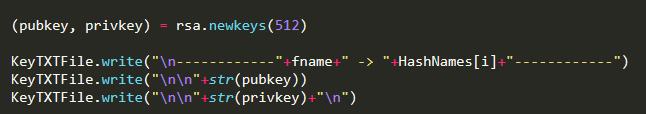 (pubkey, privkey) = rsa.newkeys(512)
KeyTXTFile.write("\n------------"+fname+" -> "+HashNames[i]+"------------")
KeyTXTFile.write("\n\n"+str(pubkey))
KeyTXTFile.write("\n\n"+str(privkey)+"\n")